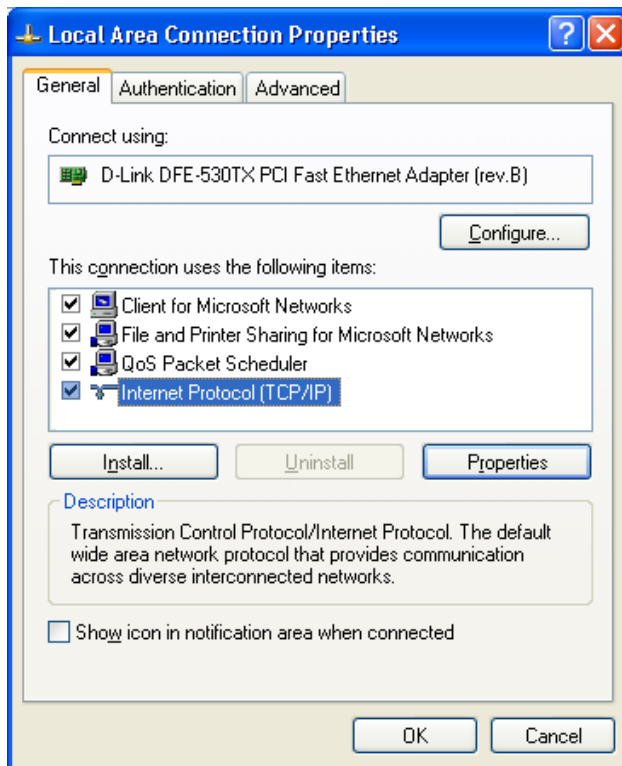 Local Area Connection Properties
General Authentication Advanced
Connect using:
D-Link DFE-530TX PCI Fast Ethernet Adapter (rev.B)
Configure...
This connection uses the following items:
Client for Microsoft Networks
File and Printer Sharing for Microsoft Networks
QoS Packet Scheduler
Internet Protocol (TCP/IP)
Install... Uninstall Properties
Description
Transmission Control Protocol/Internet Protocol. The default
wide area network protocol that provides communication
across diverse interconnected networks.
Show icon in notification area when connected
OK Cancel